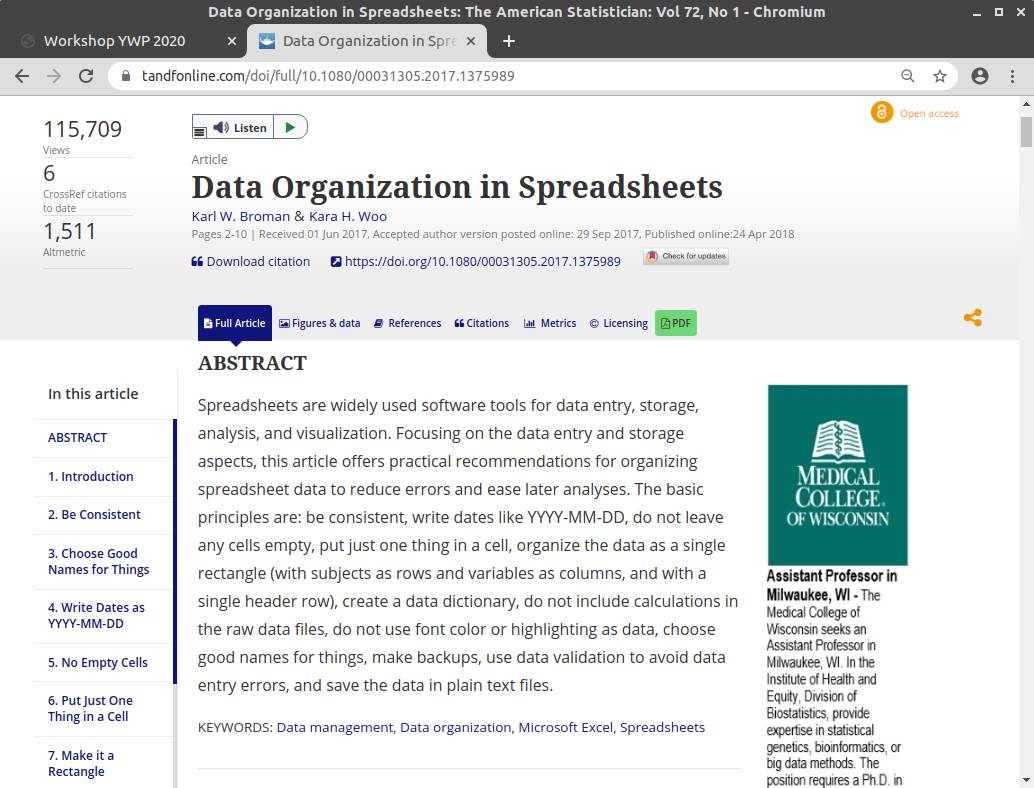 Data Organization in Spreadsheets: The American Statistician: Vol 72, No 1 - Chromium
Workshop YWP 2020
Data Organization in Spre
tandfonline.com/doi/full/10.1080/00031305.2017.1375989
115,709
Views
6
CrossRef citations
to date
1,511
Altmetric
Listen
Open access
Article
Data Organization in Spreadsheets
Karl W. Broman & Kara H. Woo
Pages 2-10 | Received 01 Jun 2017, Accepted author version posted online: 29 Sep 2017, Published online:24 Apr 2018
Download citation https://doi.org/10.1080/00031305.2017.1375989 Check for updates
Full Article Figures & data References Citations Metrics Licensing PDF
In this article
ABSTRACT
1. Introduction
2. Be Consistent
3. Choose Good
Names for Things
4. Write Dates as
YYYY-MM-DD
5. No Empty Cells
6. Put Just One
Thing in a Cell
7. Make it a
Rectangle
ABSTRACT
Spreadsheets are widely used software tools for data entry, storage,
analysis, and visualization. Focusing on the data entry and storage
aspects, this article offers practical recommendations for organizing
spreadsheet data to reduce errors and ease later analyses. The basic
principles are: be consistent, write dates like YYYY-MM-DD, do not leave
any cells empty, put just one thing in a cell, organize the data as a single
rectangle (with subjects as rows and variables as columns, and with a
single header row), create a data dictionary, do not include calculations in
the raw data files, do not use font color or highlighting as data, choose
good names for things, make backups, use data validation to avoid data
entry errors, and save the data in plain text files.
KEYWORDS: Data management, Data organization, Microsoft Excel, Spreadsheets
MEDICAL
COLLEGE
OF WISCONSIN
Assistant Professor in
Milwaukee, WI - The
Medical College of
Wisconsin seeks an
Assistant Professor in
Milwaukee, WI. In the
Institute of Health and
Equity, Division of
Biostatistics, provide
expertise in statistical
genetics, bioinformatics, or
big data methods. The
position requires a Ph.D. in